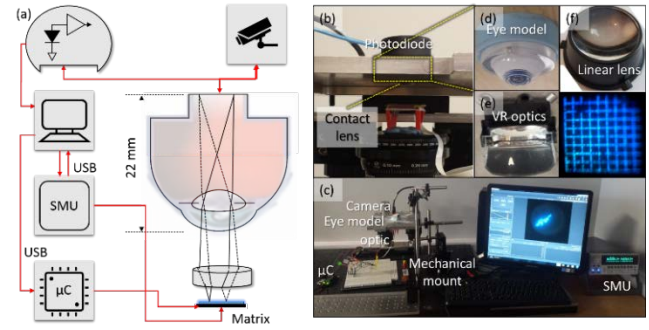 (a)
22 mm
USB
SMU
USB
µC
Matrix
(b)
Photodiode
Contact
lens
(d)
Eye model
(f)
Linear lens
(e)
VR optics
(c)
Camera
Eye model
optic
µC
Mechanical
mount
SMU